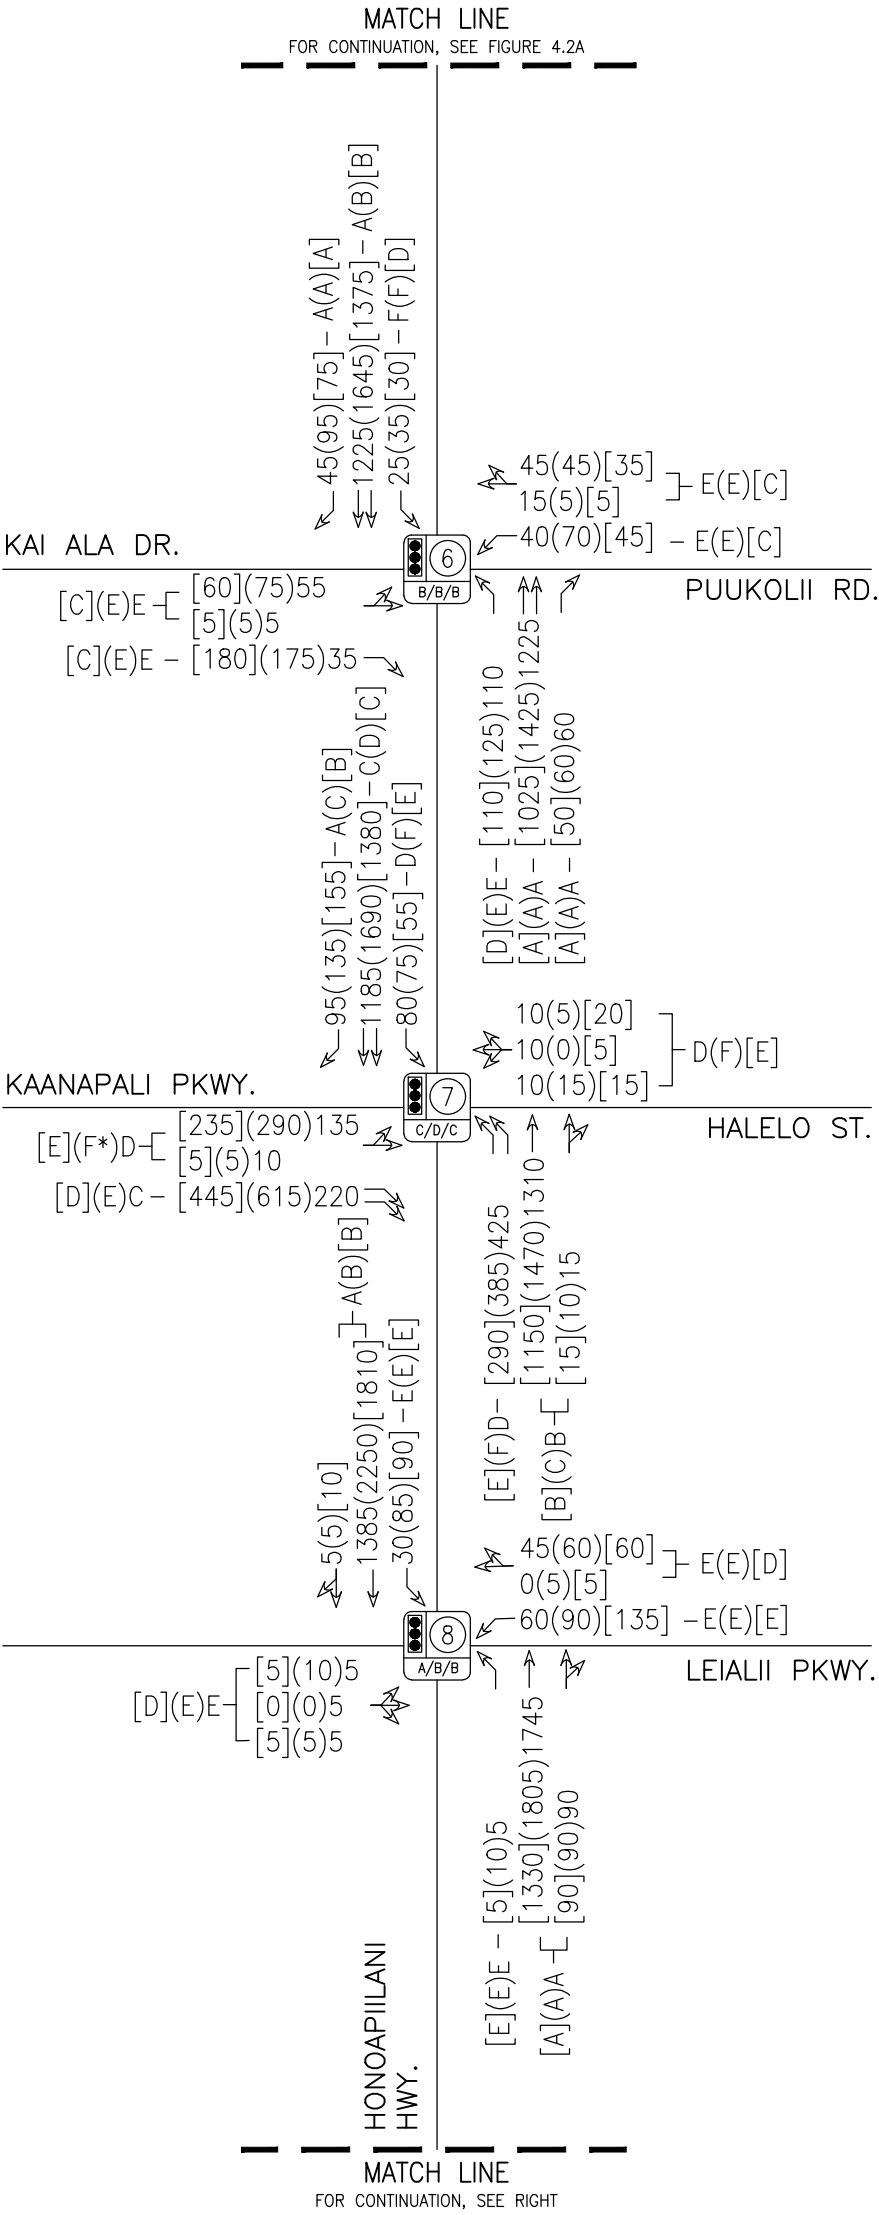 MATCH LINE
FOR CONTINUATION, SEE FIGURE 4.2A
45(95)[75] – A(A)[A]
1225(1645)[1375] – A(B)[B]
25(35)[30] – F(F)[D]
45(45)[35]
15(5)[5]
E(E)[C]
40(70)[45] – E(E)[C]
KAI ALA DR.
6
B/B/B
PUUKOLII RD.
[C](E)E
[60](75)55
[5](5)5
[C](E)E – [180](175)35
[D](E)E – [110](125)110
[A](A)A – [1025](1425)1225
[A](A)A – [50](60)60
95(135)[155] – A(C)[B]
1185(1690)[1380] – C(D)[C]
80(75)[55] – D(F)[E]
10(5)[20]
10(0)[5]
10(15)[15]
D(F)[E]
KAANAPALI PKWY.
7
C/D/C
HALELO ST.
[E](F*)D
[235](290)135
[5](5)10
[D](E)C – [445](615)220
[E](F)D – [290](385)425
[1150](1470)1310
[15](10)15
[B](C)B
A(B)[B]
5(5)[10]
1385(2250)[1810]
30(85)[90] – E(E)[E]
45(60)[60]
0(5)[5]
E(E)[D]
60(90)[135] – E(E)[E]
8
A/B/B
LEIALII PKWY.
[D](E)E
[5](10)5
[0](0)5
[5](5)5
[E](E)E – [5](10)5
[1330](1805)1745
[90](90)90
[A](A)A
HONOAPIILANI
HWY.
MATCH LINE
FOR CONTINUATION, SEE RIGHT